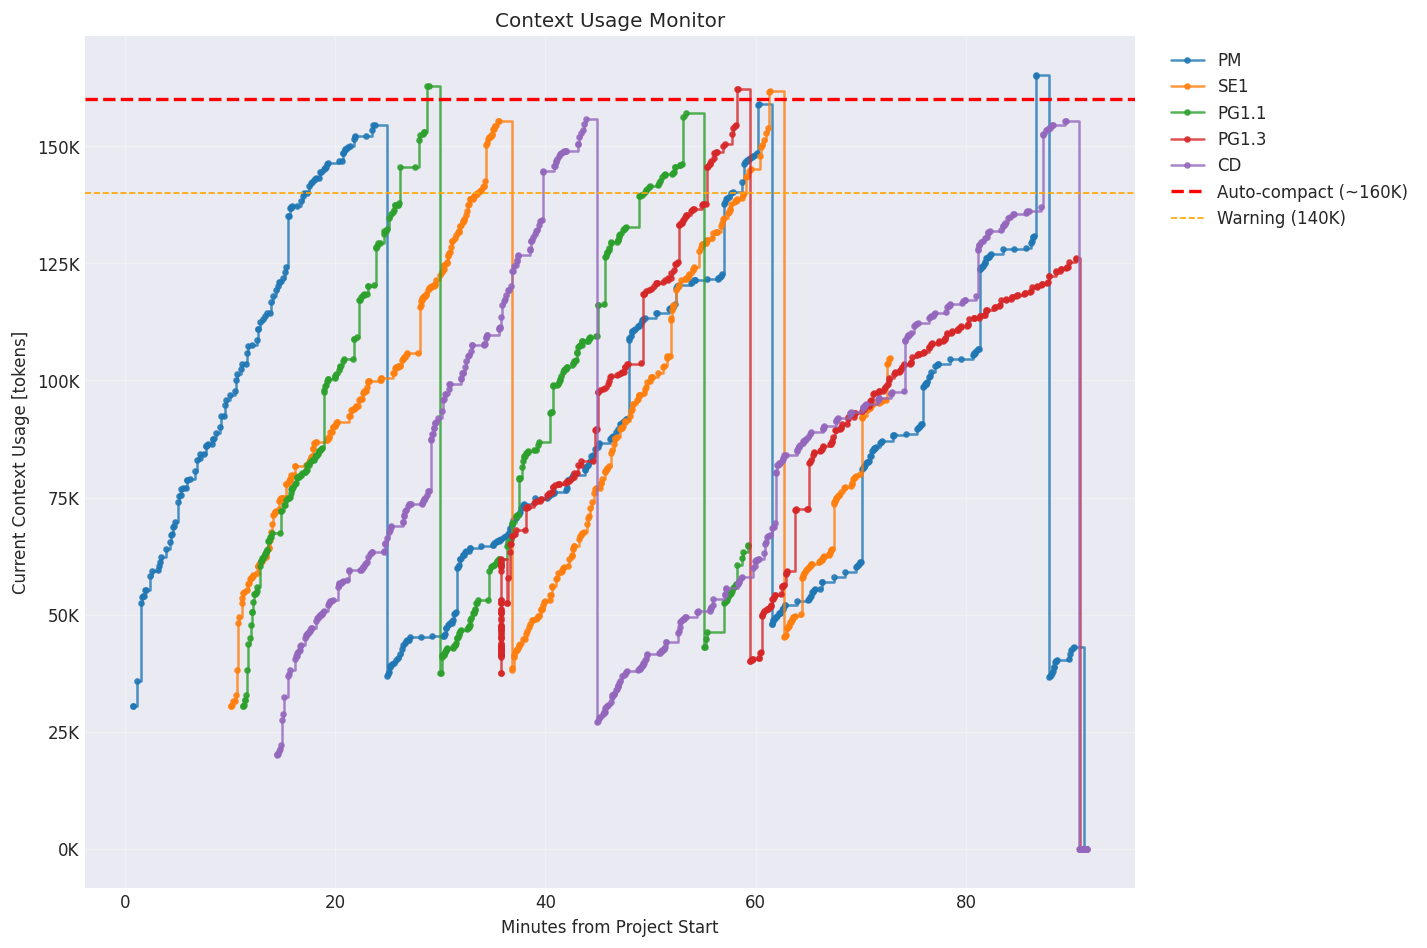 Context Usage Monitor
PM
SE1
PG1.1
PG1.3
CD
Auto-compact (~160K)
Warning (140K)
Current Context Usage [tokens]
150K
125K
100K
75K
50K
25K
0K
0
20
40
60
80
Minutes from Project Start